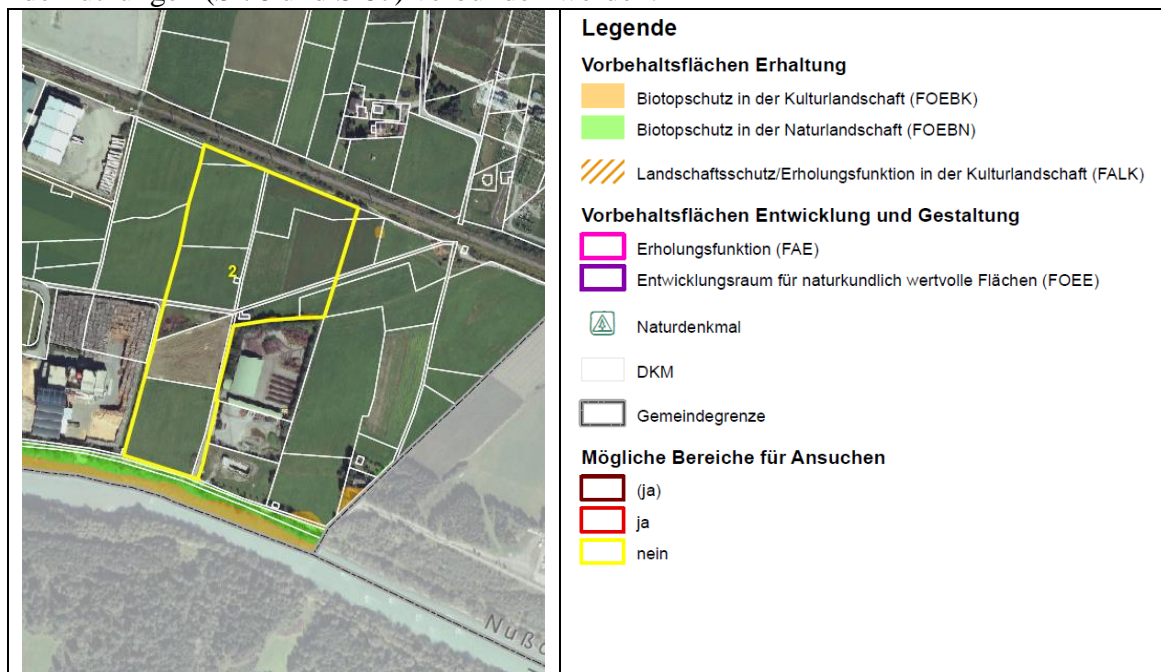 2
Nußd
Legende
Vorbehaltsflächen Erhaltung
Biotopschutz in der Kulturlandschaft (FOEBK)
Biotopschutz in der Naturlandschaft (FOEBN)
Landschaftsschutz/Erholungsfunktion in der Kulturlandschaft (FALK)
Vorbehaltsflächen Entwicklung und Gestaltung
Erholungsfunktion (FAE)
Entwicklungsraum für naturkundlich wertvolle Flächen (FOEE)
Naturdenkmal
DKM
Gemeindegrenze
Mögliche Bereiche für Ansuchen
(ja)
ja
nein